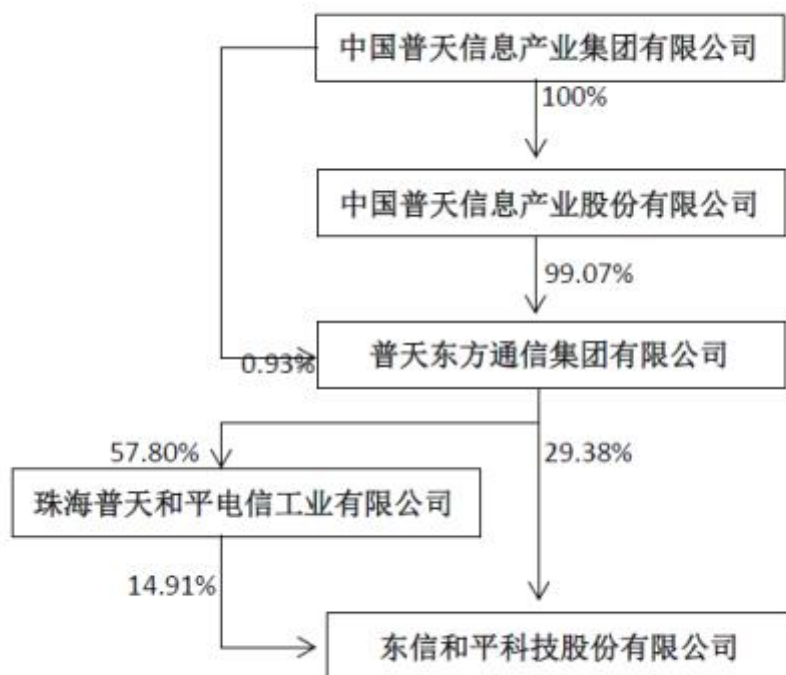 中国普天信息产业集团有限公司
100%
中国普天信息产业股份有限公司
99.07%
普天东方通信集团有限公司
0.93%
57.80%
29.38%
珠海普天和平电信工业有限公司
14.91%
东信和平科技股份有限公司